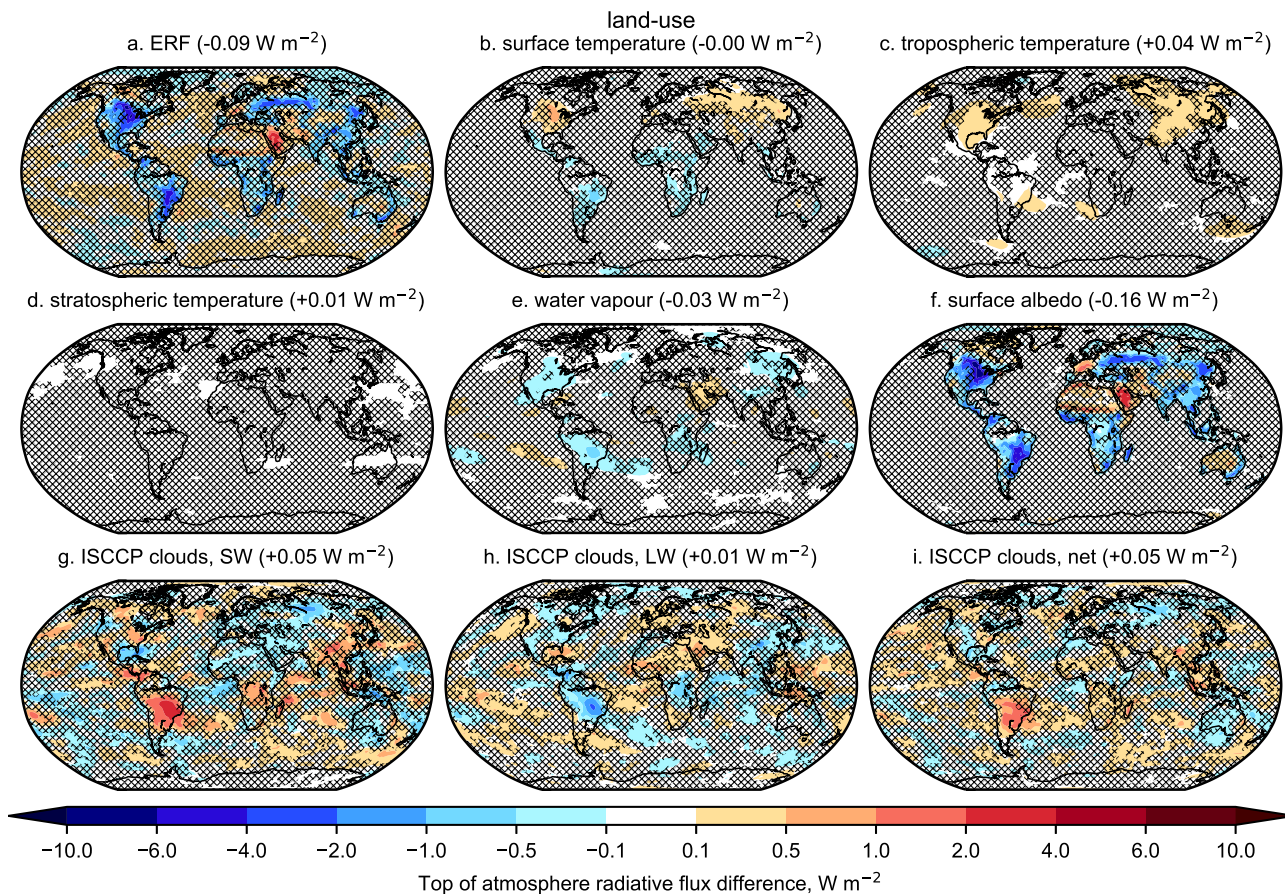 land-use
a. ERF (-0.09 W m⁻²)
b. surface temperature (-0.00 W m⁻²)
c. tropospheric temperature (+0.04 W m⁻²)
d. stratospheric temperature (+0.01 W m⁻²)
e. water vapour (-0.03 W m⁻²)
f. surface albedo (-0.16 W m⁻²)
g. ISCCP clouds, SW (+0.05 W m⁻²)
h. ISCCP clouds, LW (+0.01 W m⁻²)
i. ISCCP clouds, net (+0.05 W m⁻²)
−10.0 −6.0 −4.0 −2.0 −1.0 −0.5 −0.1 0.1 0.5 1.0 2.0 4.0 6.0 10.0
Top of atmosphere radiative flux difference, W m⁻²